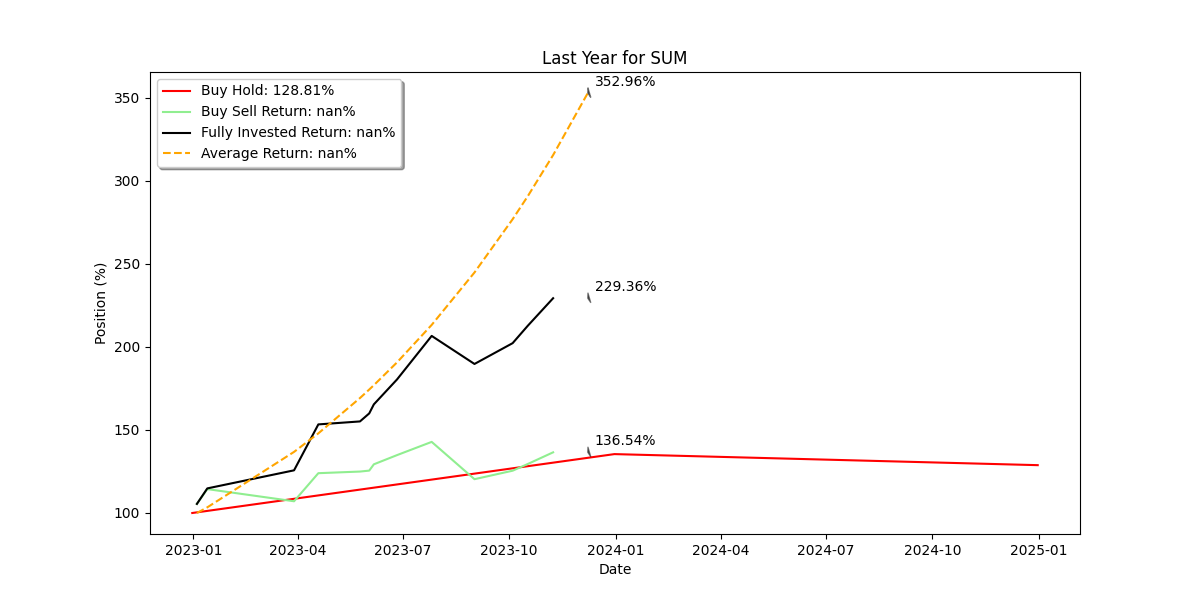 Last Year for SUM
Buy Hold: 128.81%
Buy Sell Return: nan%
Fully Invested Return: nan%
Average Return: nan%
352.96%
229.36%
136.54%
Position (%)
350
300
250
200
150
100
2023-01 2023-04 2023-07 2023-10 2024-01 2024-04 2024-07 2024-10 2025-01
Date